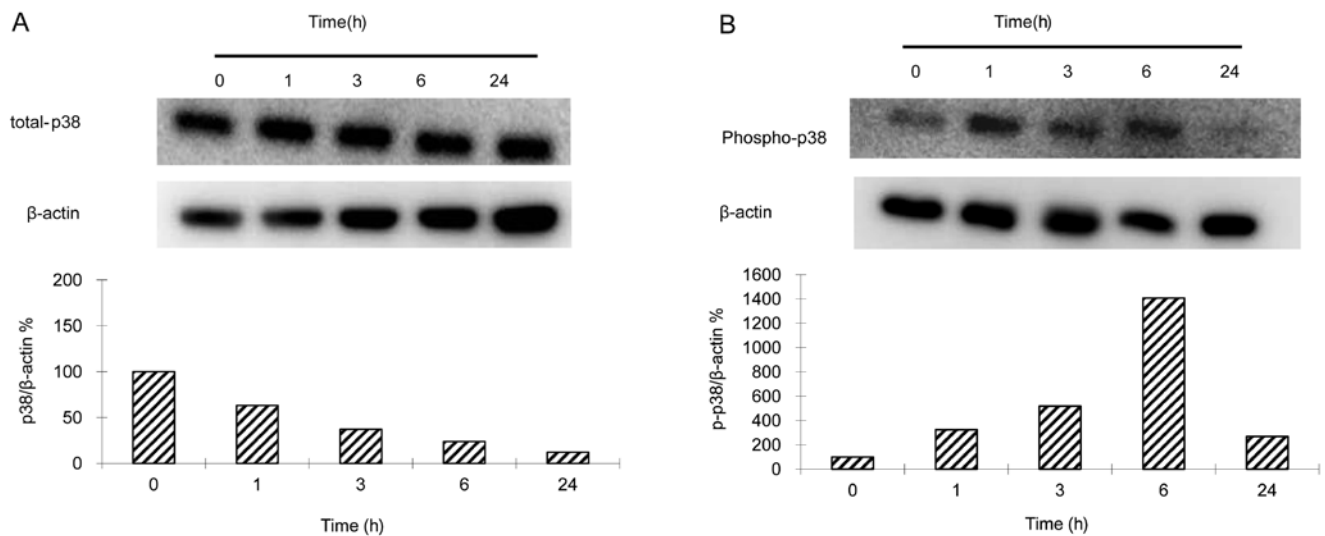 A
Time(h)
0 1 3 6 24
total-p38
β-actin
200
150
100
50
0
p38/β-actin %
0 1 3 6 24
Time (h)
B
Time(h)
0 1 3 6 24
Phospho-p38
β-actin
1600
1400
1200
1000
800
600
400
200
0
p-p38/β-actin %
0 1 3 6 24
Time (h)